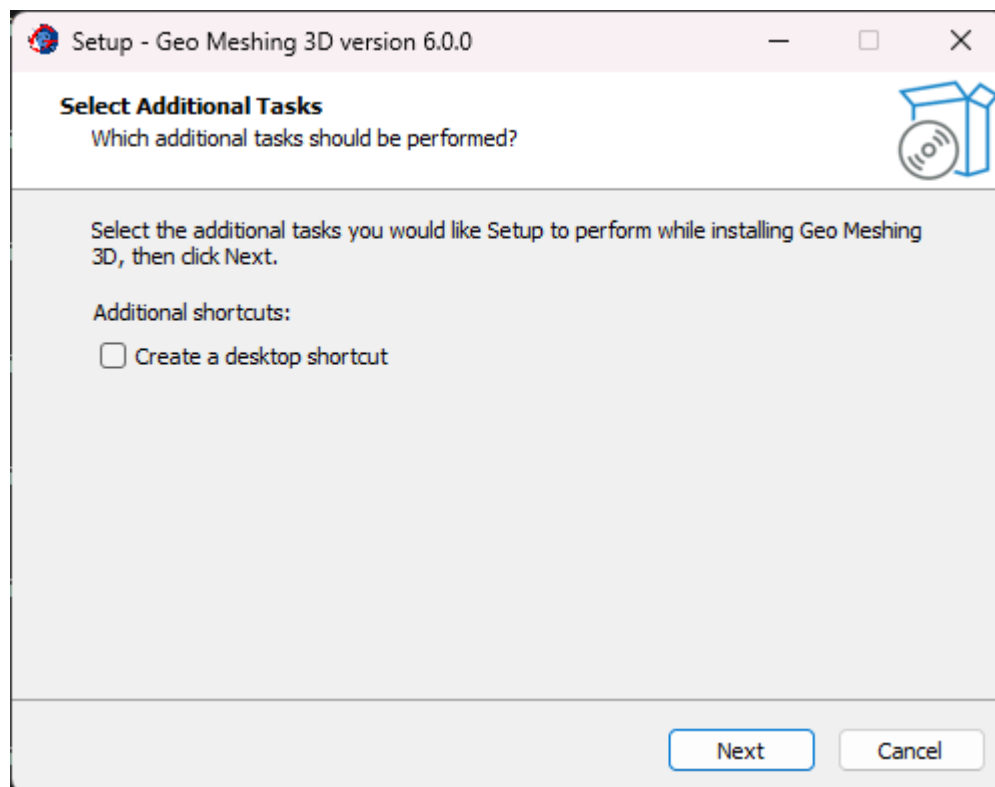 Setup - Geo Meshing 3D version 6.0.0
Select Additional Tasks
Which additional tasks should be performed?
Select the additional tasks you would like Setup to perform while installing Geo Meshing
3D, then click Next.
Additional shortcuts:
Create a desktop shortcut
Next
Cancel